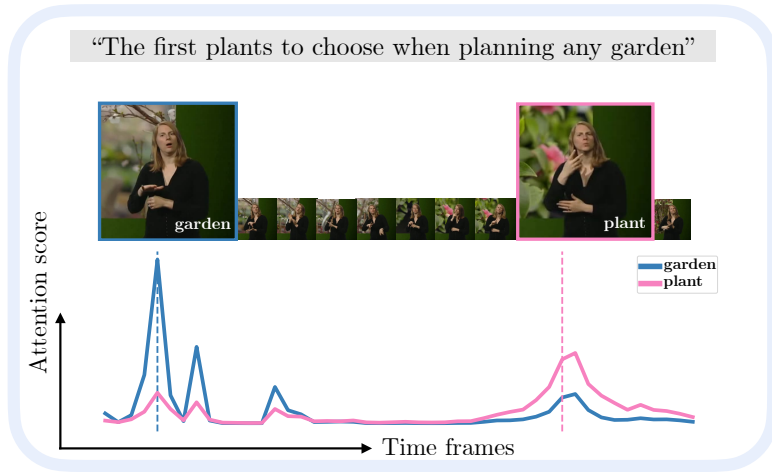 “The first plants to choose when planning any garden”
garden
plant
Attention score
garden
plant
Time frames